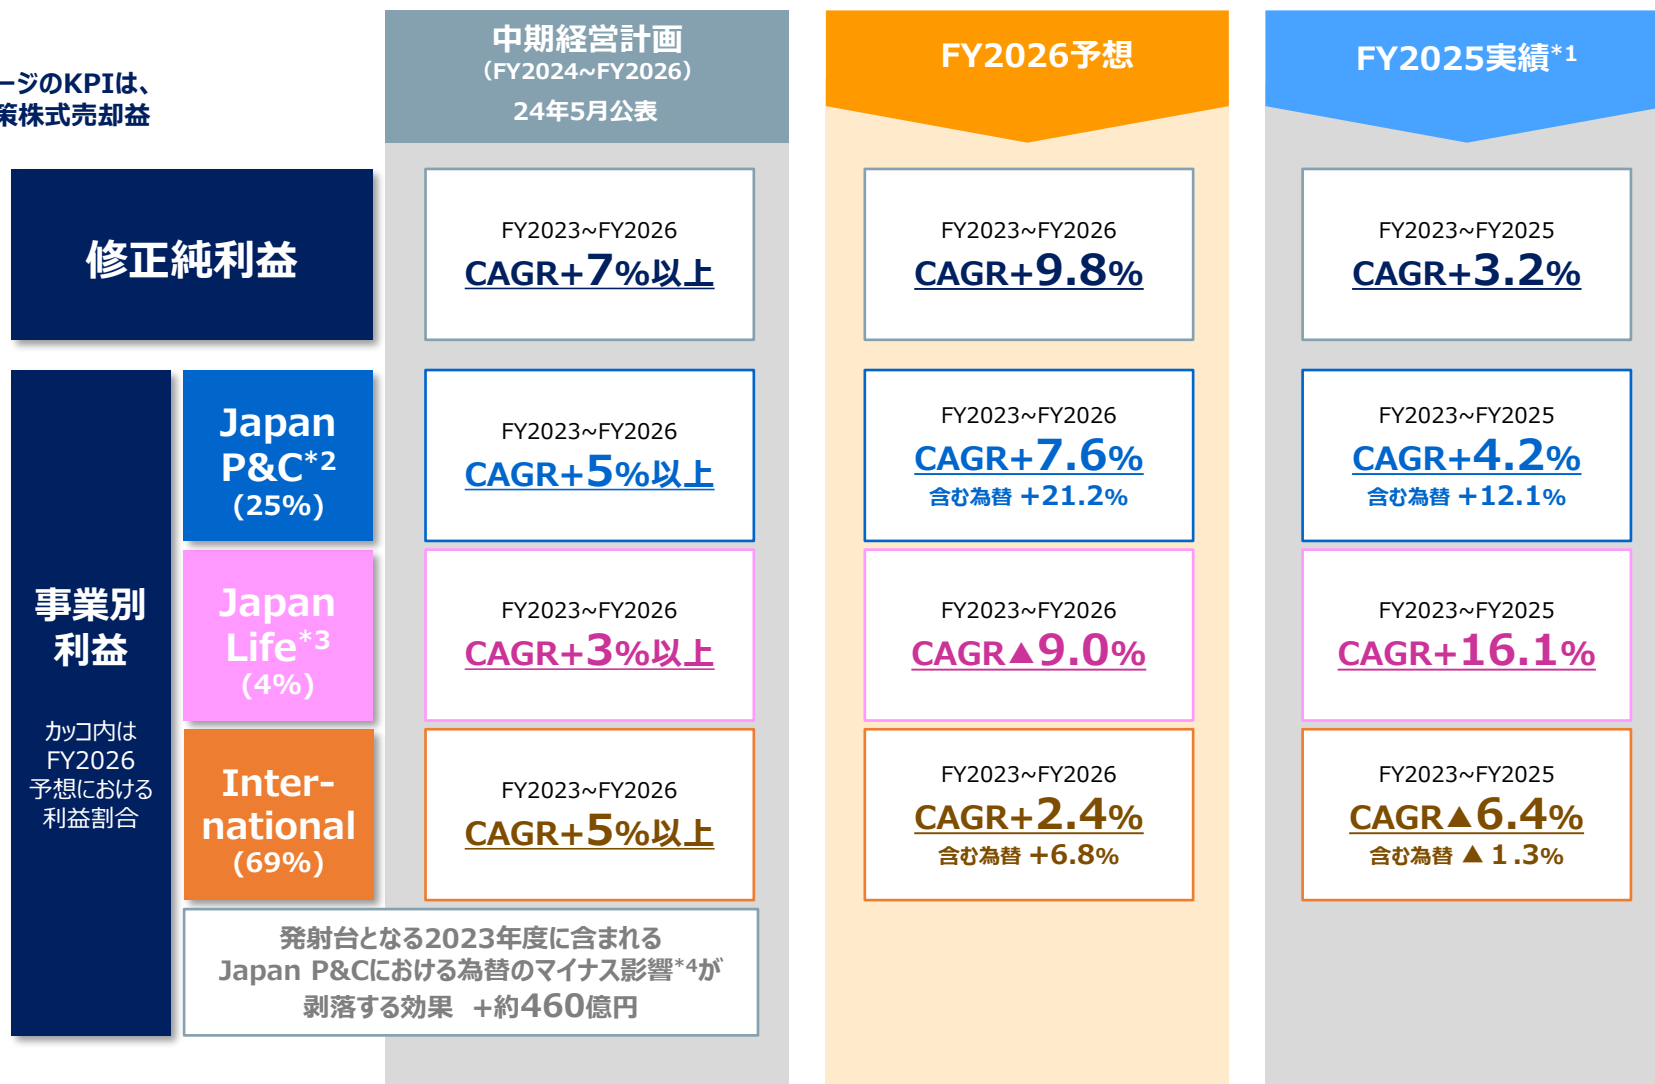 ージのKPIは、
策株式売却益
中期経営計画
（FY2024~FY2026）
24年5月公表
FY2026予想
FY2025実績*1
修正純利益
FY2023~FY2026
CAGR+7%以上
FY2023~FY2026
CAGR+9.8%
FY2023~FY2025
CAGR+3.2%
事業別
利益
カッコ内は
FY2026
予想における
利益割合
Japan
P&C*2
(25%)
FY2023~FY2026
CAGR+5%以上
FY2023~FY2026
CAGR+7.6%
含む為替 +21.2%
FY2023~FY2025
CAGR+4.2%
含む為替 +12.1%
Japan
Life*3
(4%)
FY2023~FY2026
CAGR+3%以上
FY2023~FY2026
CAGR▲9.0%
FY2023~FY2025
CAGR+16.1%
Inter-
national
(69%)
FY2023~FY2026
CAGR+5%以上
FY2023~FY2026
CAGR+2.4%
含む為替 +6.8%
FY2023~FY2025
CAGR▲6.4%
含む為替 ▲ 1.3%
発射台となる2023年度に含まれる
Japan P&Cにおける為替のマイナス影響*4が
剥落する効果 +約460億円